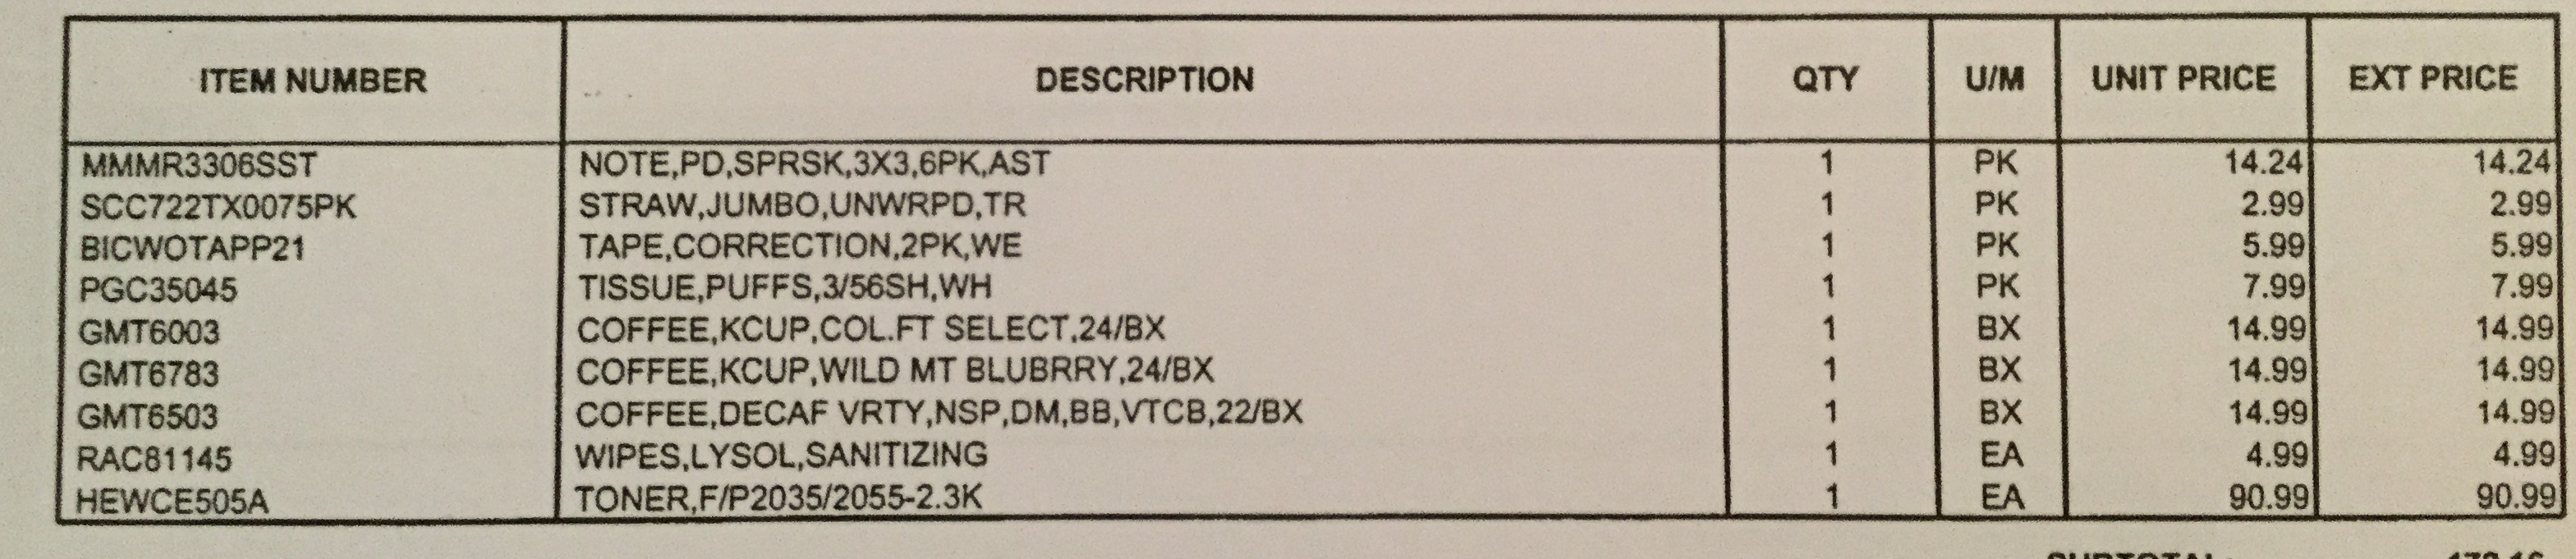 ITEM NUMBER DESCRIPTION QTY U/M UNIT PRICE EXT PRICE
MMMR3306SST NOTE,PD,SPRSK,3X3,6PK,AST 1 PK 14.24 14.24
SCC722TX0075PK STRAW,JUMBO,UNWRPD,TR 1 PK 2.99 2.99
BICWOTAPP21 TAPE,CORRECTION,2PK,WE 1 PK 5.99 5.99
PGC35045 TISSUE,PUFFS,3/56SH,WH 1 PK 7.99 7.99
GMT6003 COFFEE,KCUP,COL.FT SELECT,24/BX 1 BX 14.99 14.99
GMT6783 COFFEE,KCUP,WILD MT BLUBRRY,24/BX 1 BX 14.99 14.99
GMT6503 COFFEE,DECAF VRTY,NSP,DM,BB,VTCB,22/BX 1 BX 14.99 14.99
RAC81145 WIPES,LYSOL,SANITIZING 1 EA 4.99 4.99
HEWCE505A TONER,F/P2035/2055-2.3K 1 EA 90.99 90.99